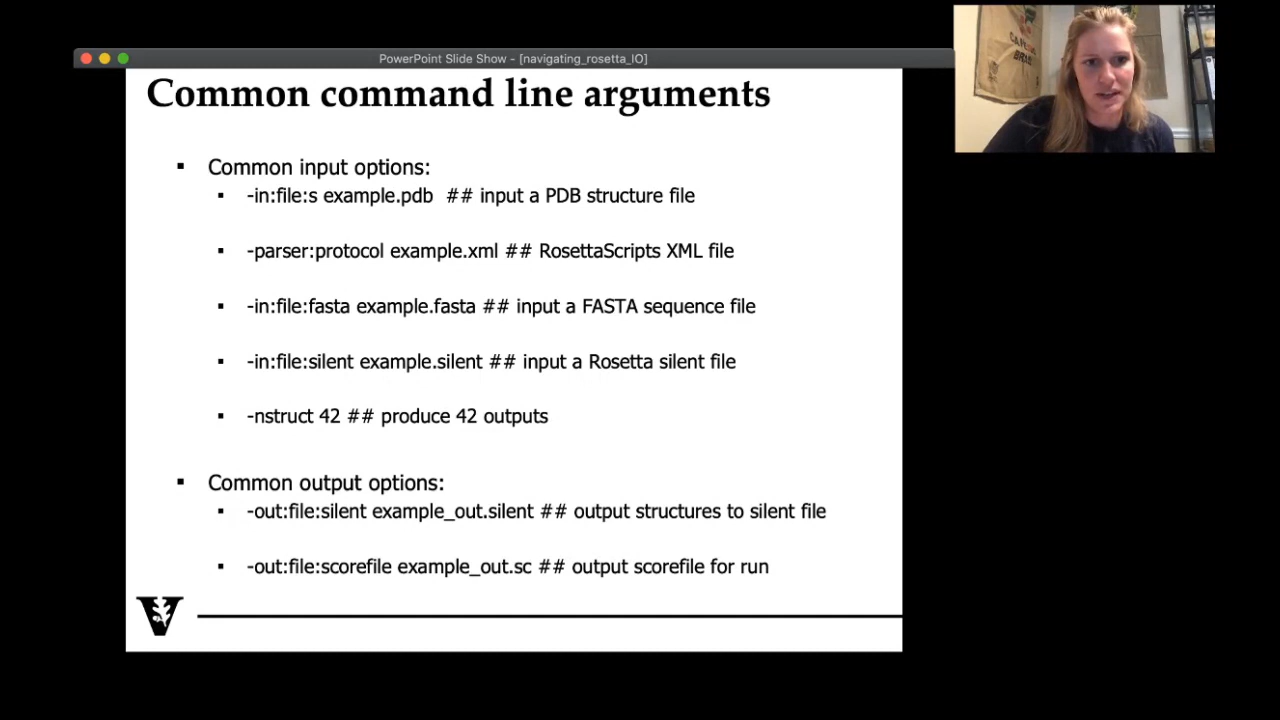 PowerPoint Slide Show - [navigating_rosetta_IO]
Common command line arguments
Common input options:
-in:file:s example.pdb ## input a PDB structure file
-parser:protocol example.xml ## RosettaScripts XML file
-in:file:fasta example.fasta ## input a FASTA sequence file
-in:file:silent example.silent ## input a Rosetta silent file
-nstruct 42 ## produce 42 outputs
Common output options:
-out:file:silent example_out.silent ## output structures to silent file
-out:file:scorefile example_out.sc ## output scorefile for run
V